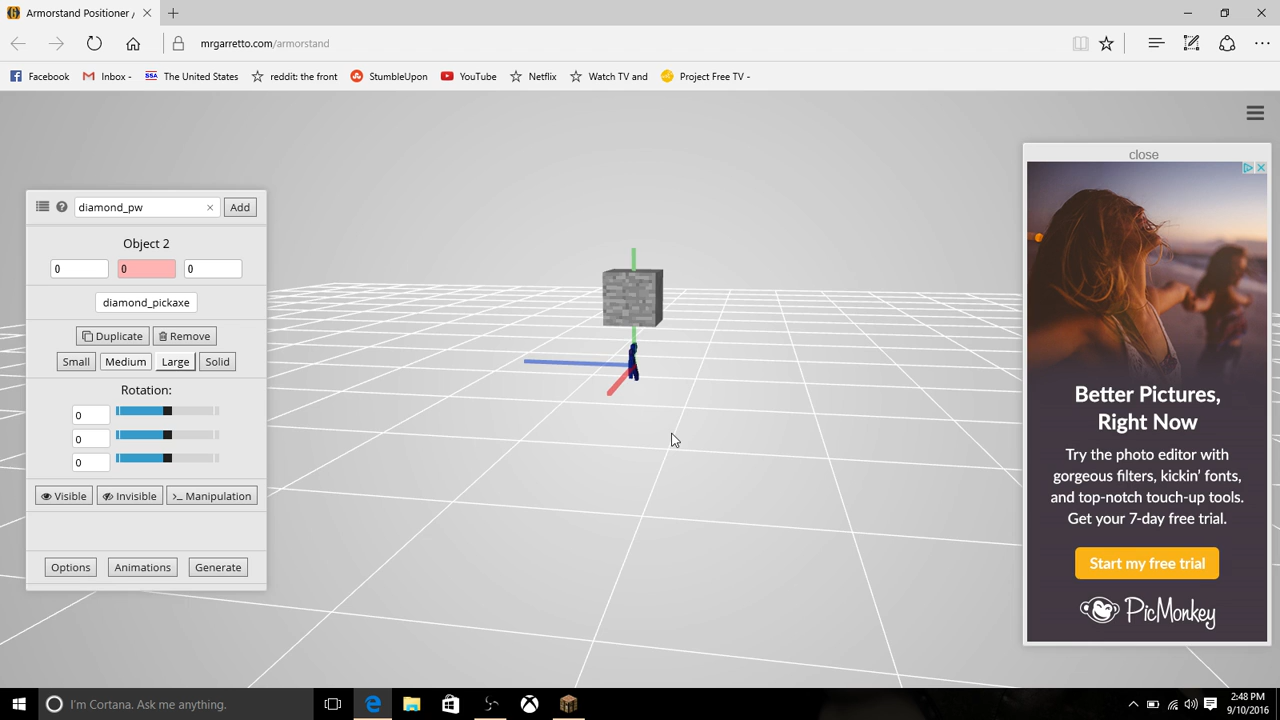 Armorstand Positioner /
mrgarretto.com/armorstand
Facebook
Inbox -
SSA The United States
reddit: the front
StumbleUpon
YouTube
Netflix
Watch TV and
Project Free TV -
diamond_pw
Add
Object 2
0 0 0
diamond_pickaxe
Duplicate Remove
Small Medium Large Solid
Rotation:
0
0
0
Visible Invisible Manipulation
Options Animations Generate
close
Better Pictures,
Right Now
Try the photo editor with
gorgeous filters, kickin' fonts,
and top-notch touch-up tools.
Get your 7-day free trial.
Start my free trial
PicMonkey
I'm Cortana. Ask me anything.
2:48 PM
9/10/2016